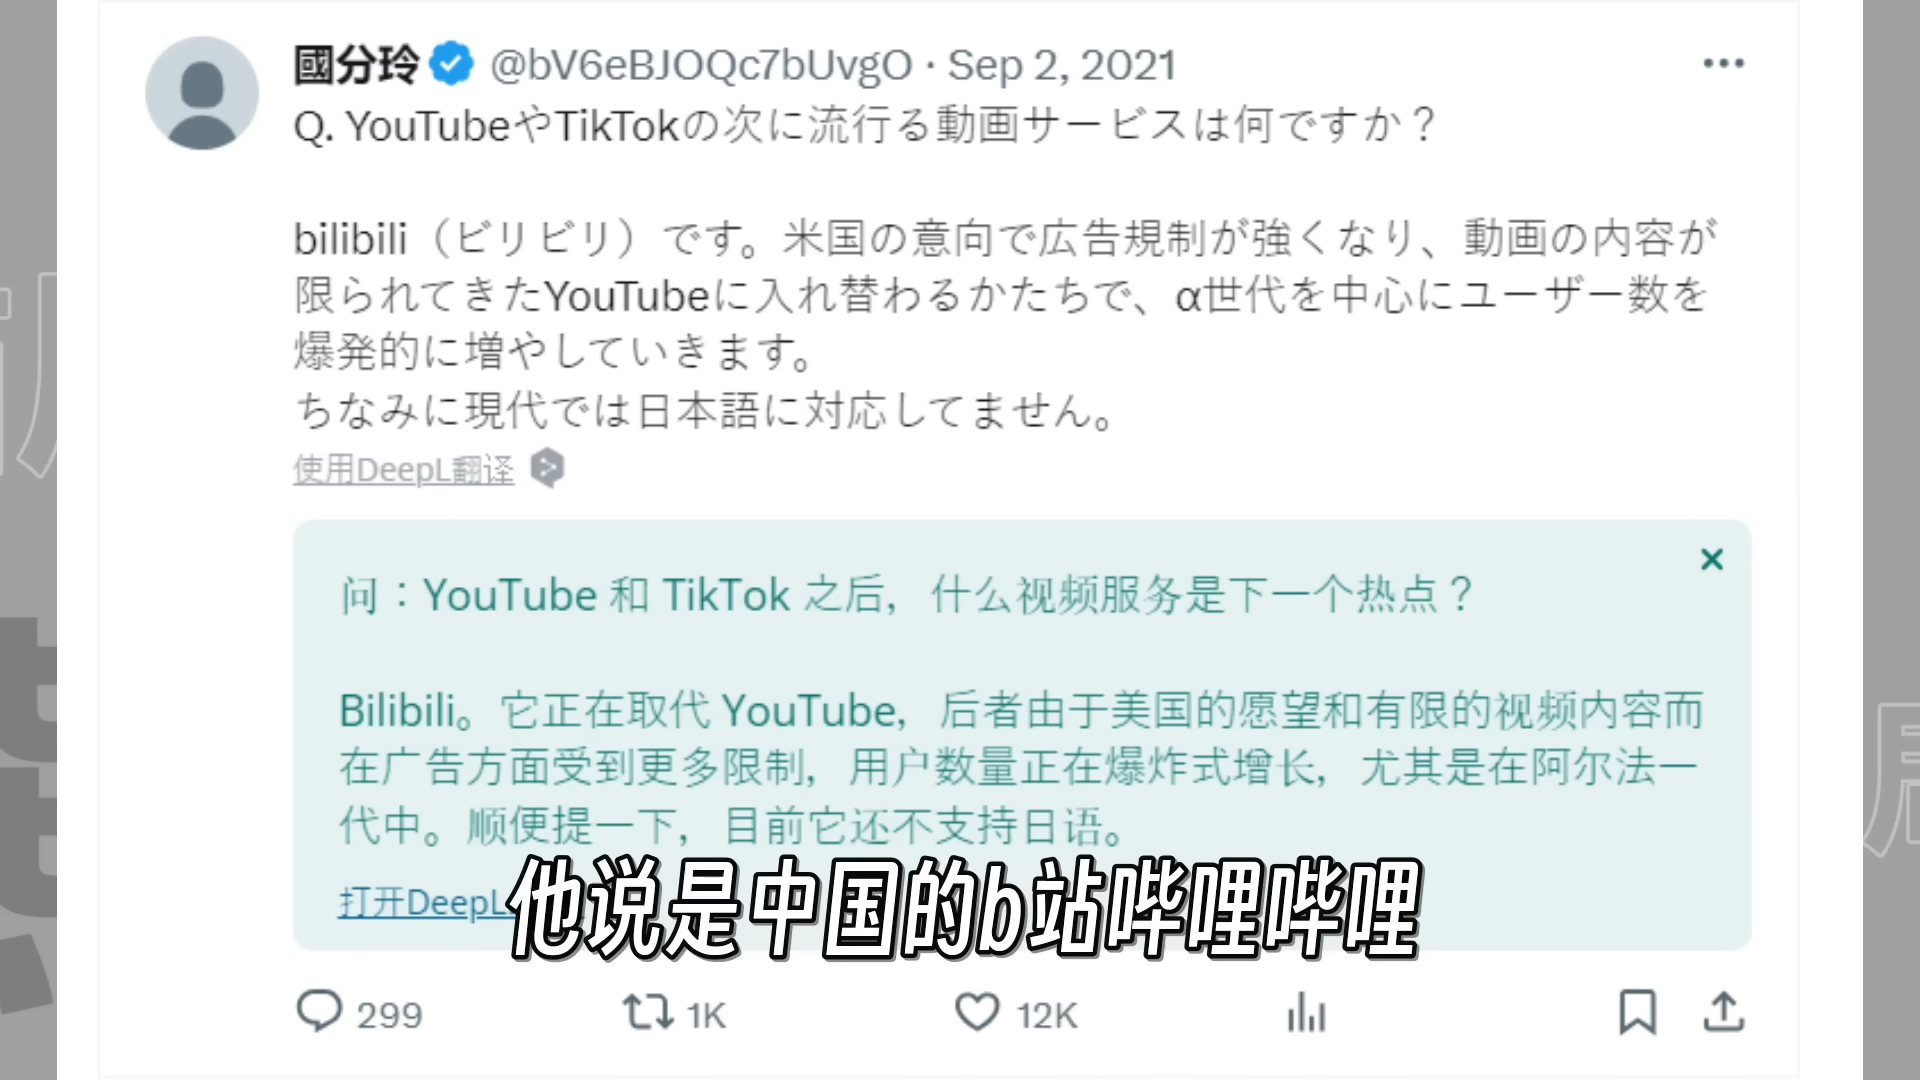 國分玲 @bV6eBJOQc7bUvgO · Sep 2, 2021
Q. YouTubeやTikTokの次に流行る動画サービスは何ですか？
bilibili（ビリビリ）です。米国の意向で広告規制が強くなり、動画の内容が
限られてきたYouTubeに入れ替わるかたちで、α世代を中心にユーザー数を
爆発的に増やしていきます。
ちなみに現代では日本語に対応してません。
使用DeepL翻译
问：YouTube 和 TikTok 之后，什么视频服务是下一个热点？
Bilibili。它正在取代 YouTube，后者由于美国的愿望和有限的视频内容而
在广告方面受到更多限制，用户数量正在爆炸式增长，尤其是在阿尔法一
代中。顺便提一下，目前它还不支持日语。
打开DeepL
他说是中国的b站哔哩哔哩
299 1K 12K